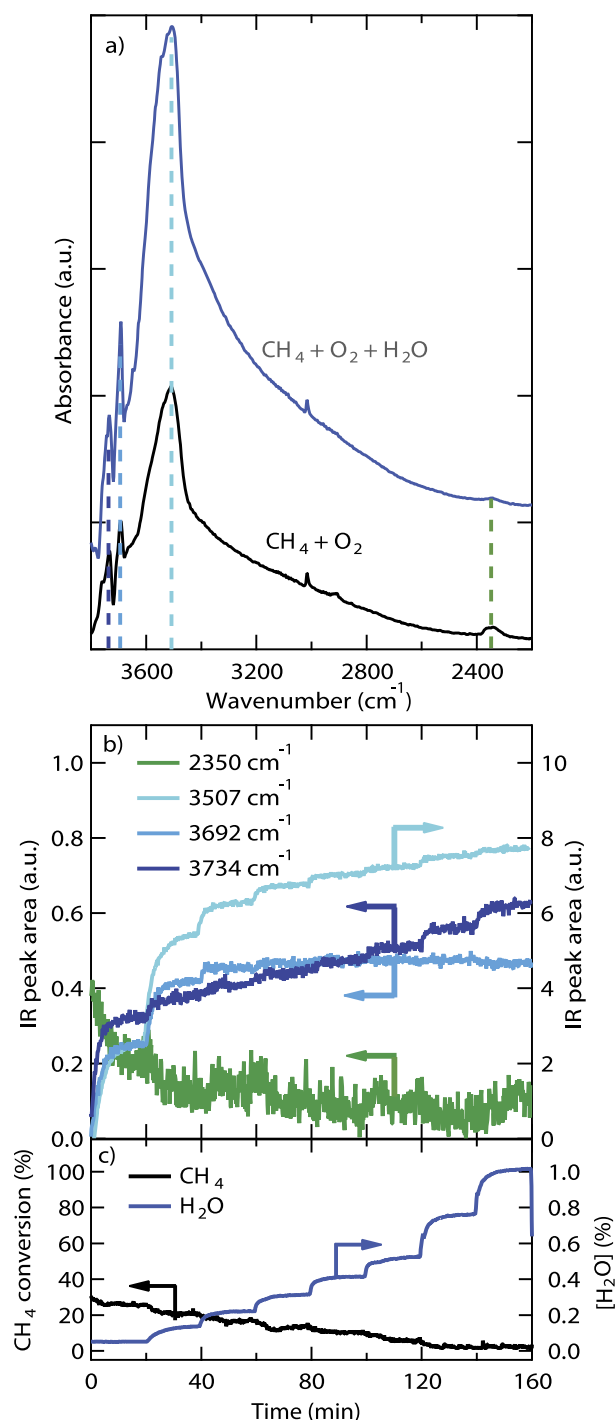 a)
Absorbance (a.u.)
CH₄ + O₂ + H₂O
CH₄ + O₂
3600 3200 2800 2400
Wavenumber (cm⁻¹)
b)
2350 cm⁻¹
3507 cm⁻¹
3692 cm⁻¹
3734 cm⁻¹
1.0
0.8
0.6
0.4
0.2
0.0
IR peak area (a.u.)
10
8
6
4
2
0
IR peak area (a.u.)
c)
CH₄
H₂O
100
80
60
40
20
0
CH₄ conversion (%)
1.0
0.8
0.6
0.4
0.2
0.0
[H₂O] (%)
0 40 80 120 160
Time (min)